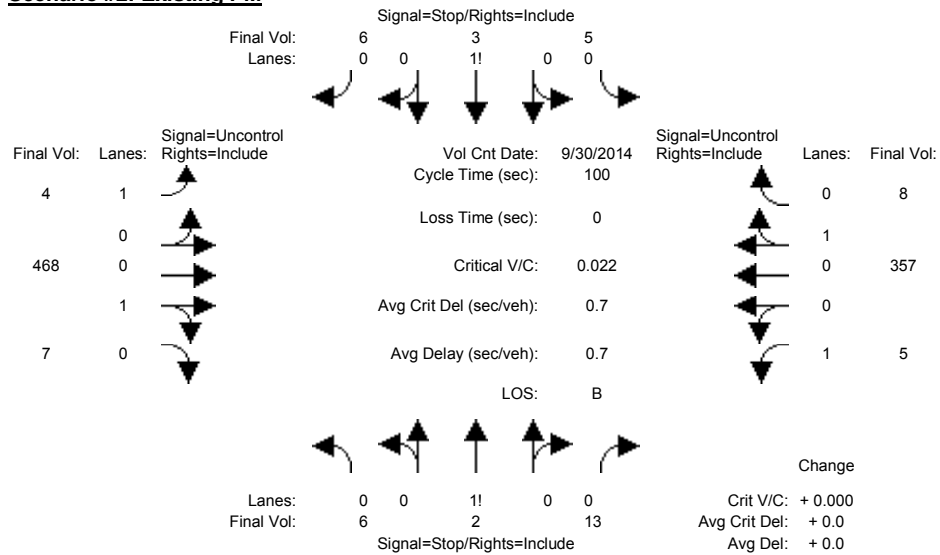 Signal=Stop/Rights=Include
Final Vol: 6 3 5
Lanes: 0 0 1! 0 0
Signal=Uncontrol
Final Vol: Lanes: Rights=Include
Vol Cnt Date: 9/30/2014
Signal=Uncontrol
Rights=Include Lanes: Final Vol:
Cycle Time (sec): 100
4 1
0 8
Loss Time (sec): 0
0
1
468 0
Critical V/C: 0.022
0 357
1
Avg Crit Del (sec/veh): 0.7
0
7 0
Avg Delay (sec/veh): 0.7
1 5
LOS: B
Change
Lanes: 0 0 1! 0 0
Crit V/C: + 0.000
Final Vol: 6 2 13
Avg Crit Del: + 0.0
Signal=Stop/Rights=Include
Avg Del: + 0.0